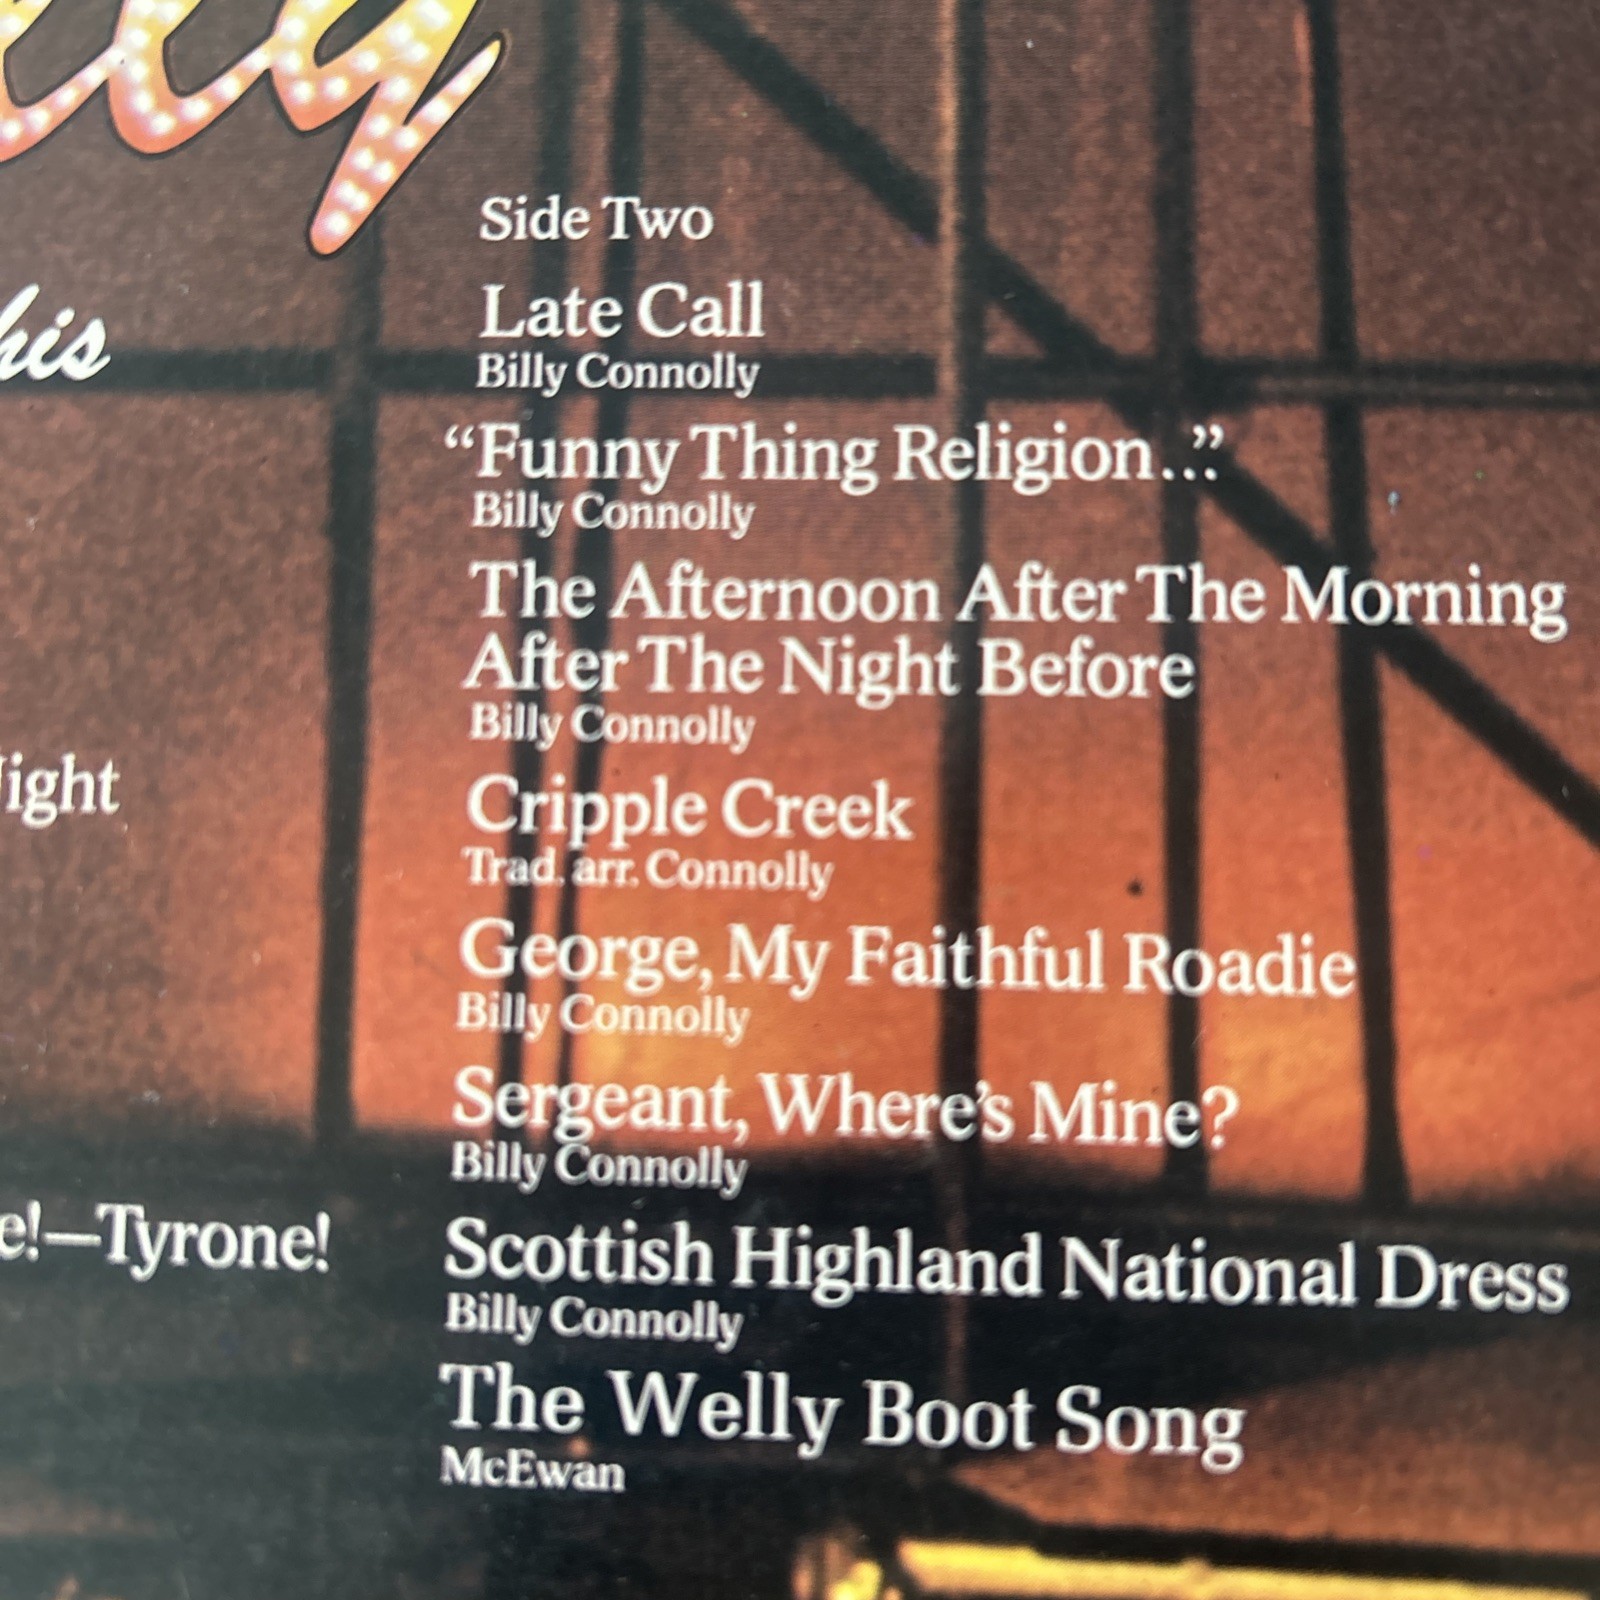 Side Two
Late Call
Billy Connolly
“Funny Thing Religion...”
Billy Connolly
The Afternoon After The Morning
After The Night Before
Billy Connolly
Cripple Creek
Trad. arr. Connolly
George, My Faithful Roadie
Billy Connolly
Sergeant, Where's Mine?
Billy Connolly
Scottish Highland National Dress
Billy Connolly
The Welly Boot Song
McEwan
Tyrone!